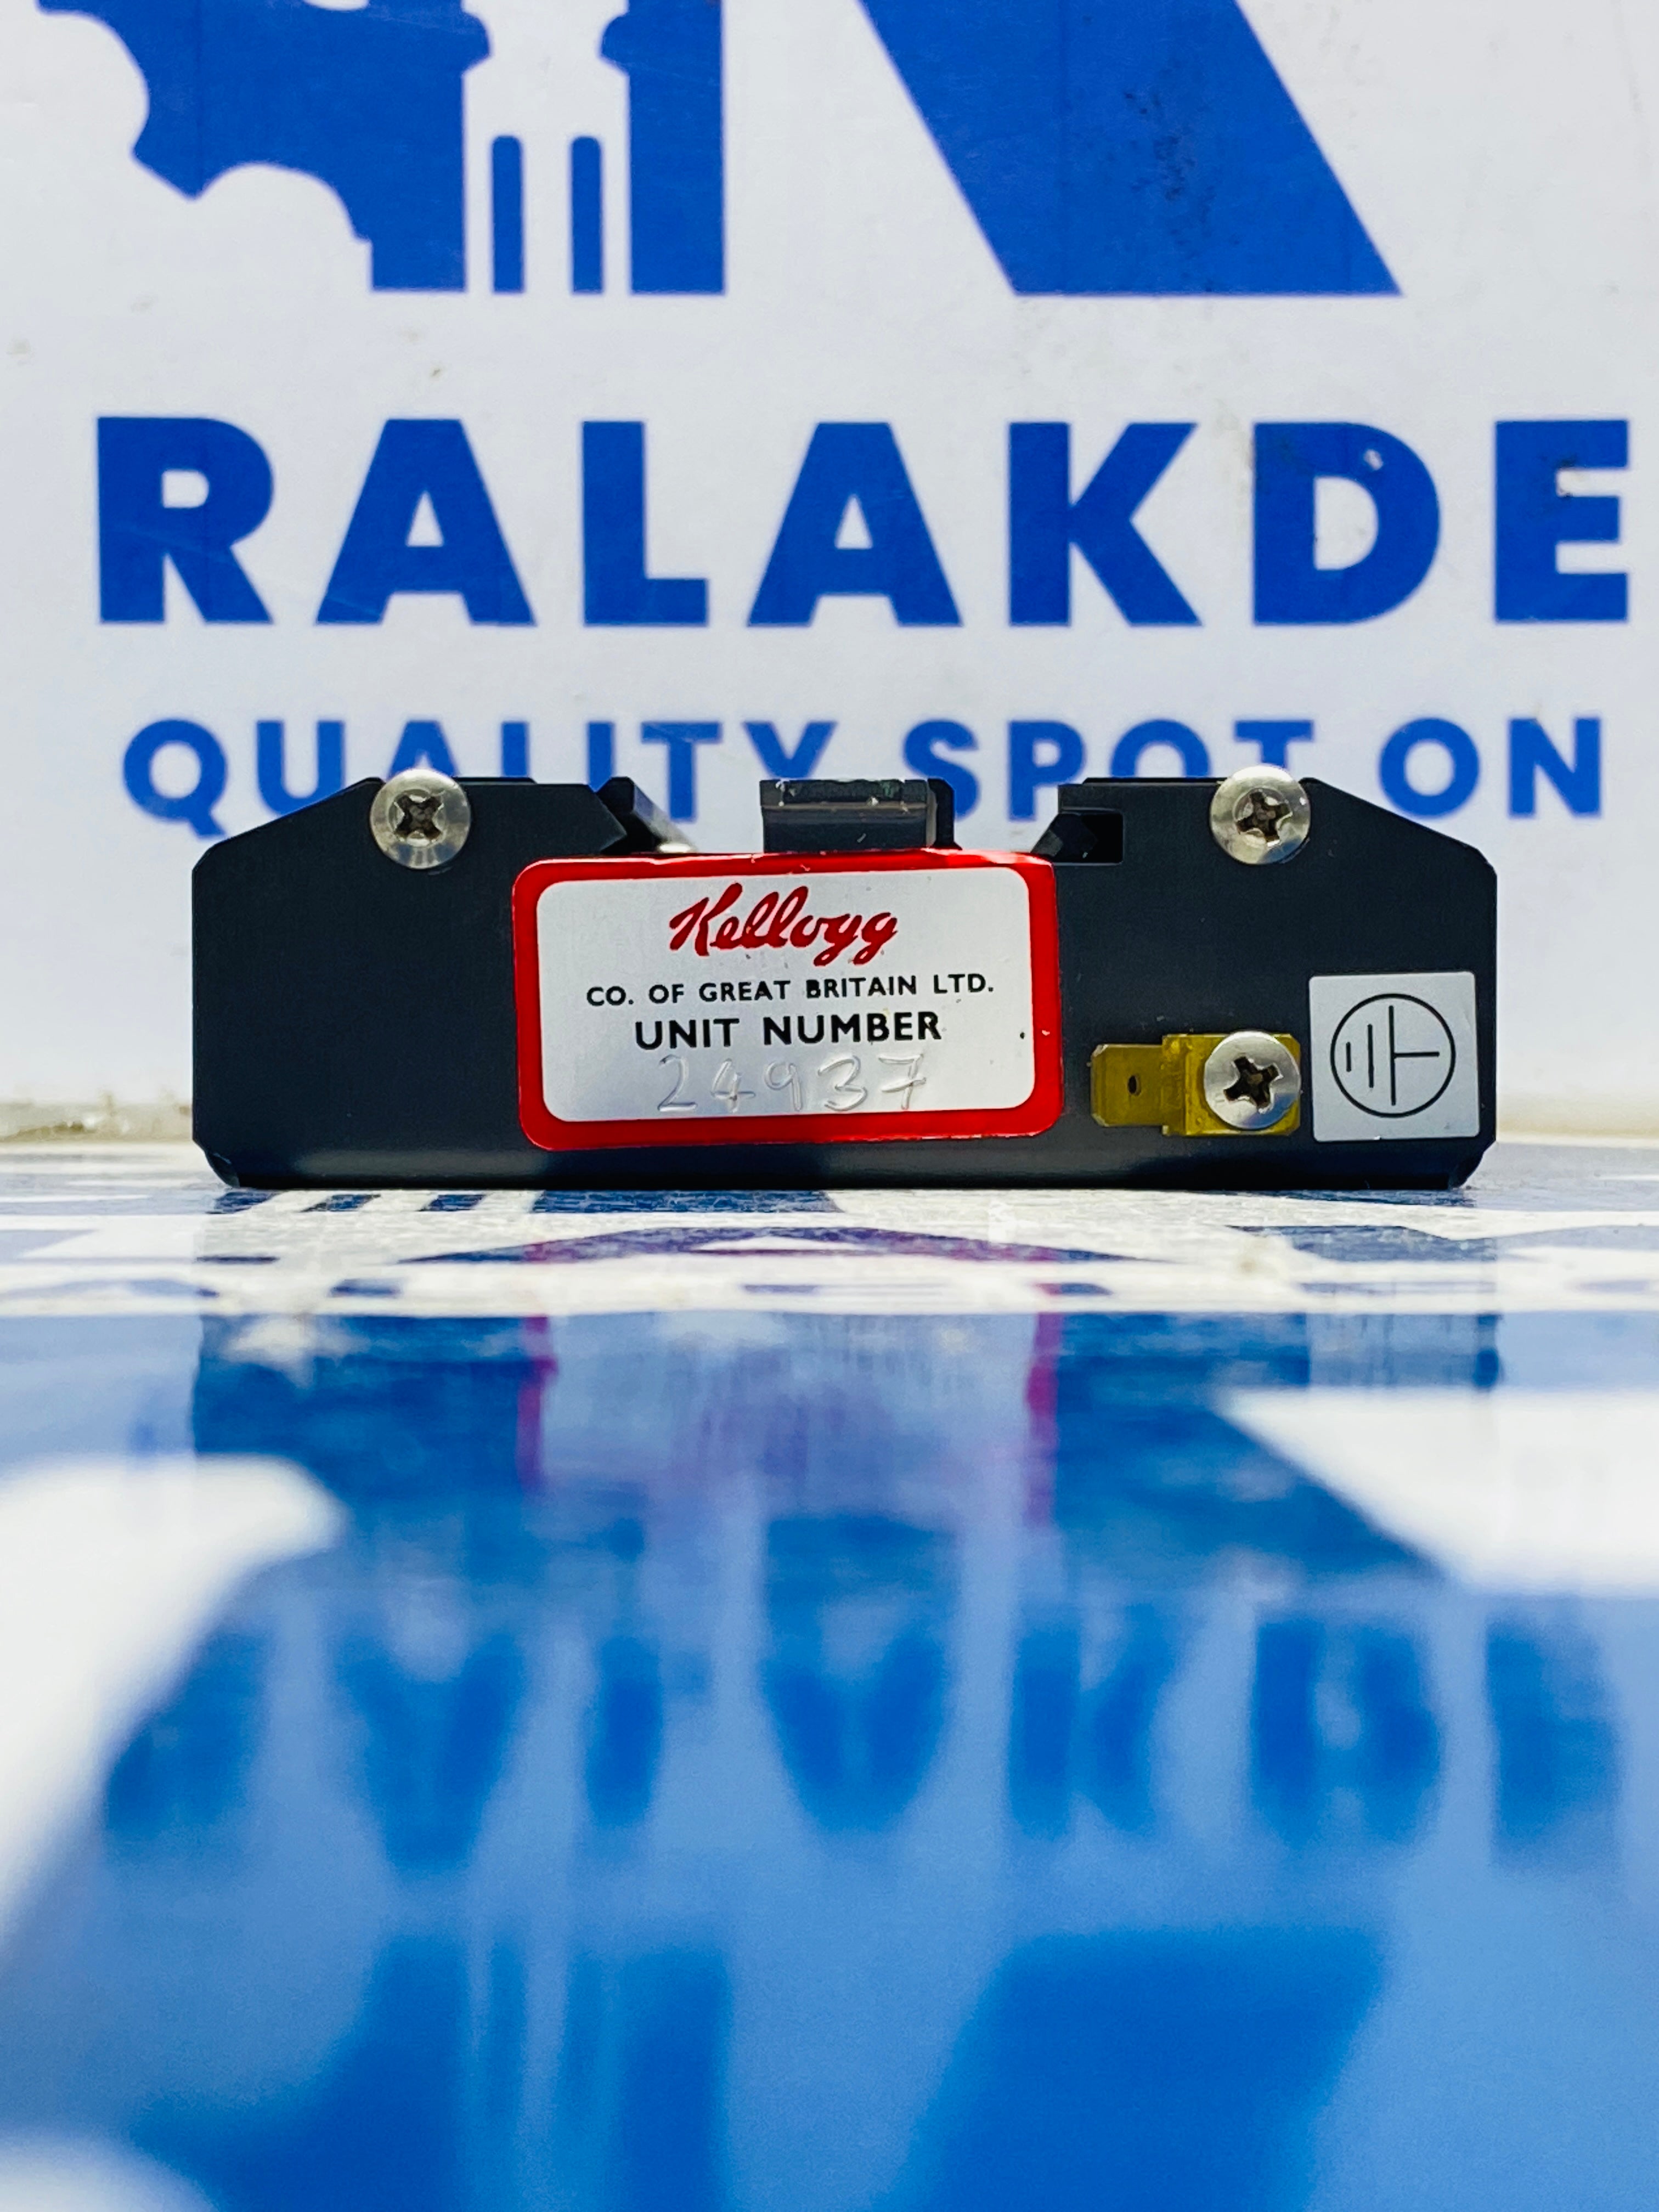 RALAKDE
QUALITY SPOT ON
Kellogg
CO. OF GREAT BRITAIN LTD.
UNIT NUMBER
24937